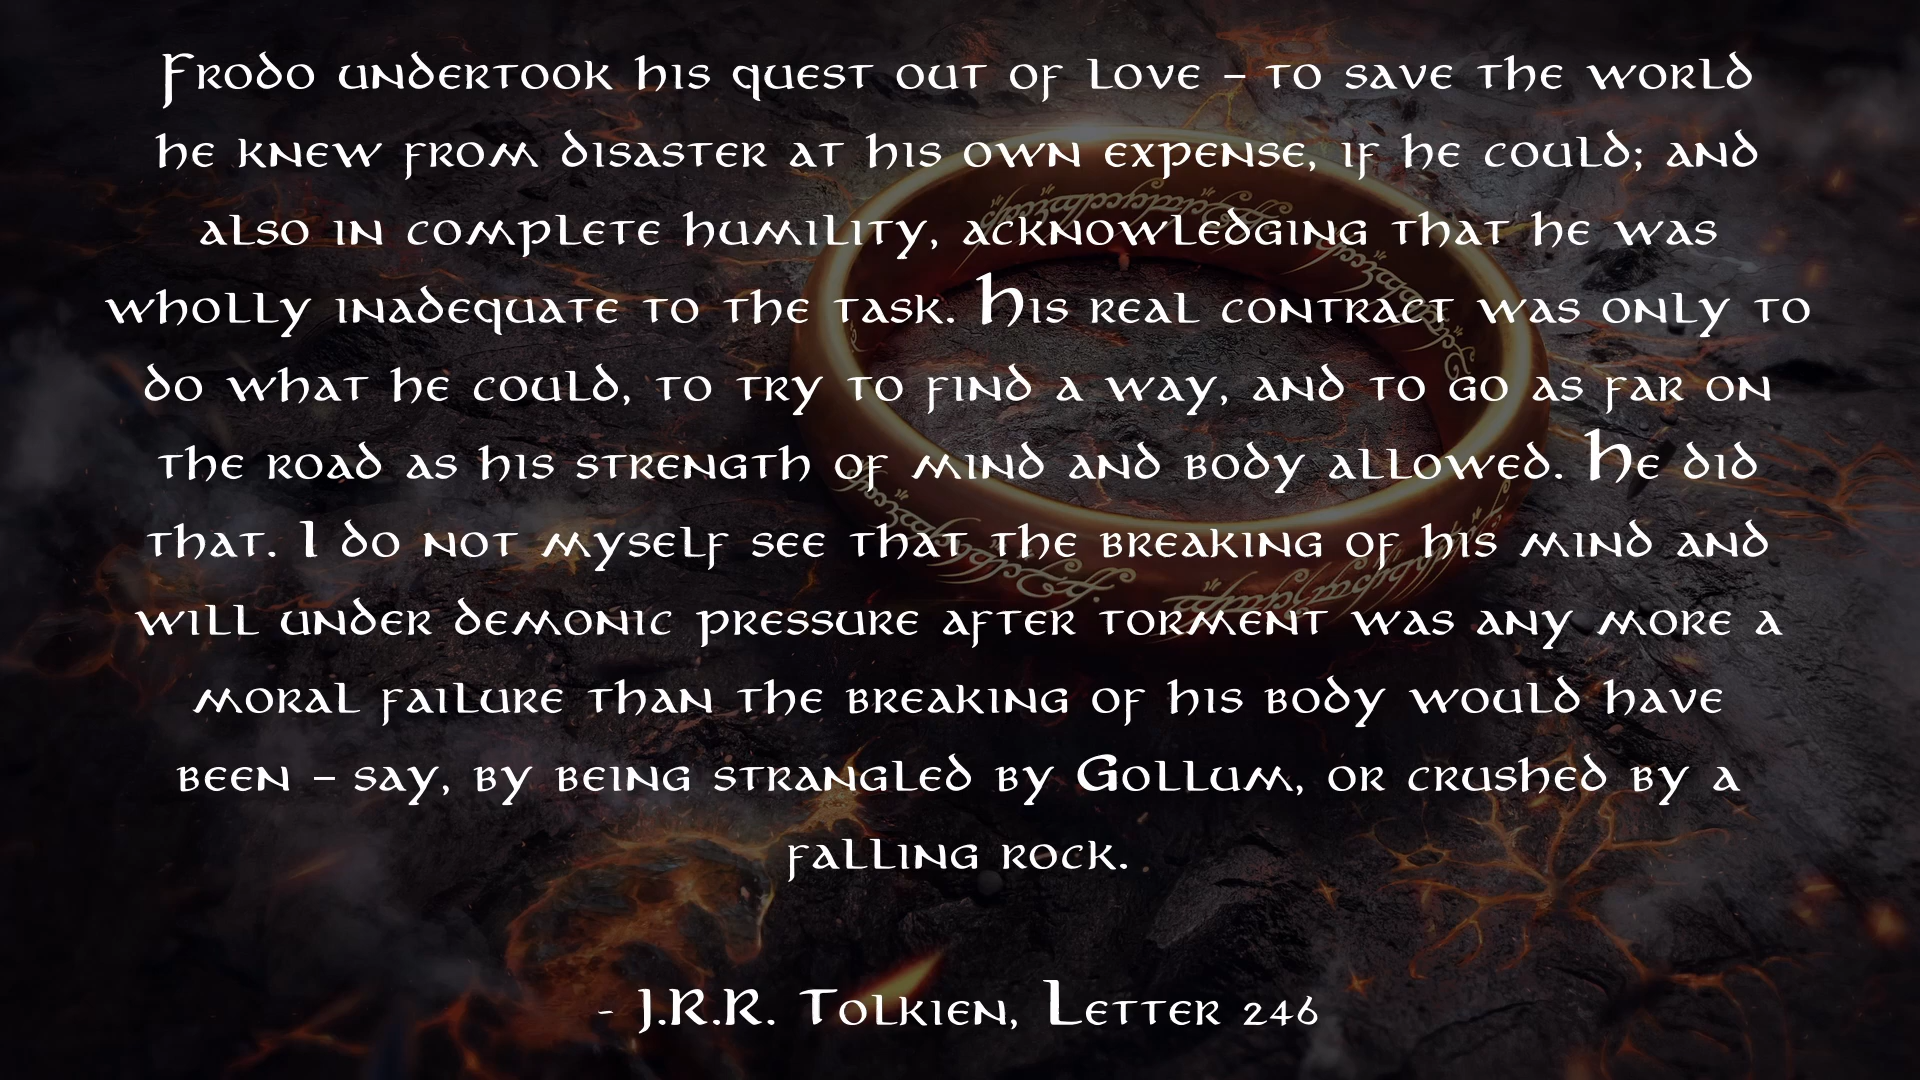 Frodo undertook his quest out of love – to save the world
he knew from disaster at his own expense, if he could; and
also in complete humility, acknowledging that he was
wholly inadequate to the task. His real contract was only to
do what he could, to try to find a way, and to go as far on
the road as his strength of mind and body allowed. He did
that. I do not myself see that the breaking of his mind and
will under demonic pressure after torment was any more a
moral failure than the breaking of his body would have
been – say, by being strangled by Gollum, or crushed by a
falling rock.
- J.R.R. Tolkien, Letter 246